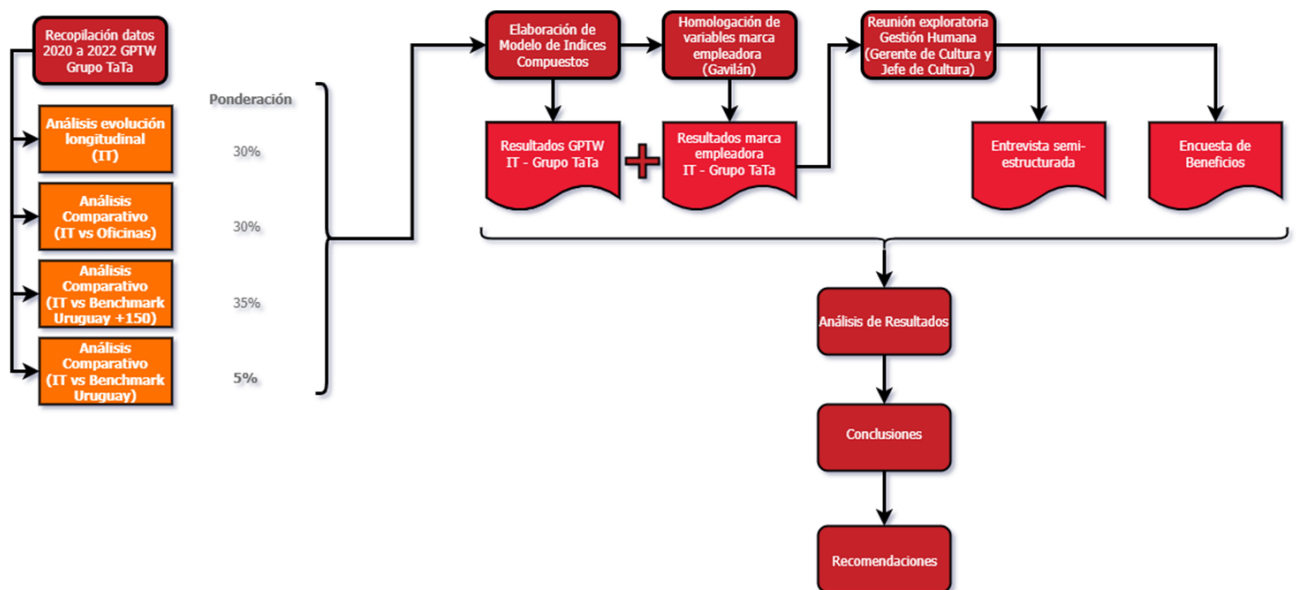 Recopilación datos
2020 a 2022 GPTW
Grupo TaTa
Ponderación
Análisis evolución
longitudinal
(IT)
30%
Análisis
Comparativo
(IT vs Oficinas)
30%
Análisis
Comparativo
(IT vs Benchmark
Uruguay +150)
35%
Análisis
Comparativo
(IT vs Benchmark
Uruguay)
5%
Elaboración de
Modelo de Indices
Compuestos
Homologación de
variables marca
empleadora
(Gavilán)
Reunión exploratoria
Gestión Humana
(Gerente de Cultura y
Jefe de Cultura)
Resultados GPTW
IT - Grupo TaTa
Resultados marca
empleadora
IT - Grupo TaTa
Entrevista semi-
estructurada
Encuesta de
Beneficios
Análisis de Resultados
Conclusiones
Recomendaciones